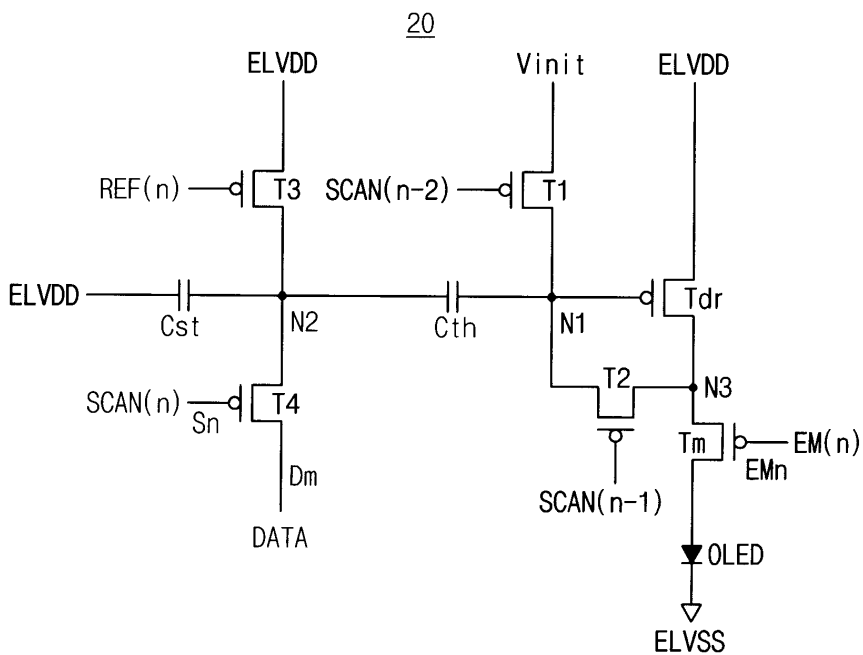 20
ELVDD
Vinit
ELVDD
REF(n)
T3
SCAN(n-2)
T1
ELVDD
Cst
N2
Cth
N1
Tdr
T2
N3
SCAN(n)
Sn
T4
Tm
EM(n)
EMn
Dm
SCAN(n-1)
DATA
OLED
ELVSS